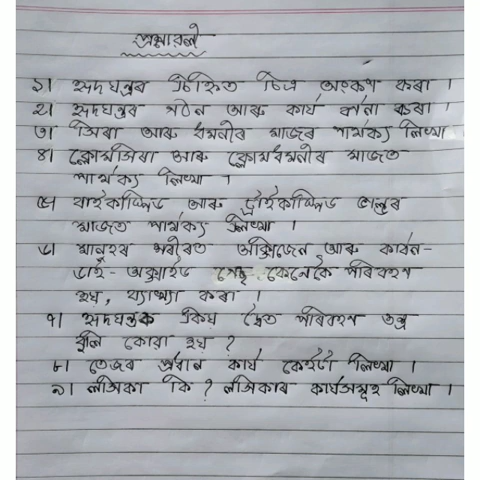 প্ৰশ্নাৱলী
১। হৃদযন্ত্ৰৰ চিহ্নিত চিত্ৰ অংকণ কৰা ।
২। হৃদযন্ত্ৰৰ গঠন আৰু কাৰ্য বৰ্ণনা কৰা ।
৩। শিৰা আৰু ধমনীৰ মাজৰ পাৰ্থক্য লিখা ।
৪। ক্লোমশিৰা আৰু ক্লোমধমনীৰ মাজত
পাৰ্থক্য লিখা ।
৫। বাইকাস্পিড আৰু ট্ৰাইকাস্পিড ভাল্ভৰ
মাজত পাৰ্থক্য লিখা ।
৬। মানুহৰ শৰীৰত অক্সিজেন আৰু কাৰ্বন-
ডাই-অক্সাইড গেছ কেনেকৈ পৰিবহণ
হয়, ব্যাখ্যা কৰা ।
৭। হৃদযন্ত্ৰক কিয় দ্বৈত পৰিবহণ তন্ত্ৰ
বুলি কোৱা হয় ?
৮। তেজৰ প্ৰধান কাৰ্য কেইটা লিখা ।
৯। লসিকা কি ? লসিকাৰ কাৰ্যসমূহ লিখা ।